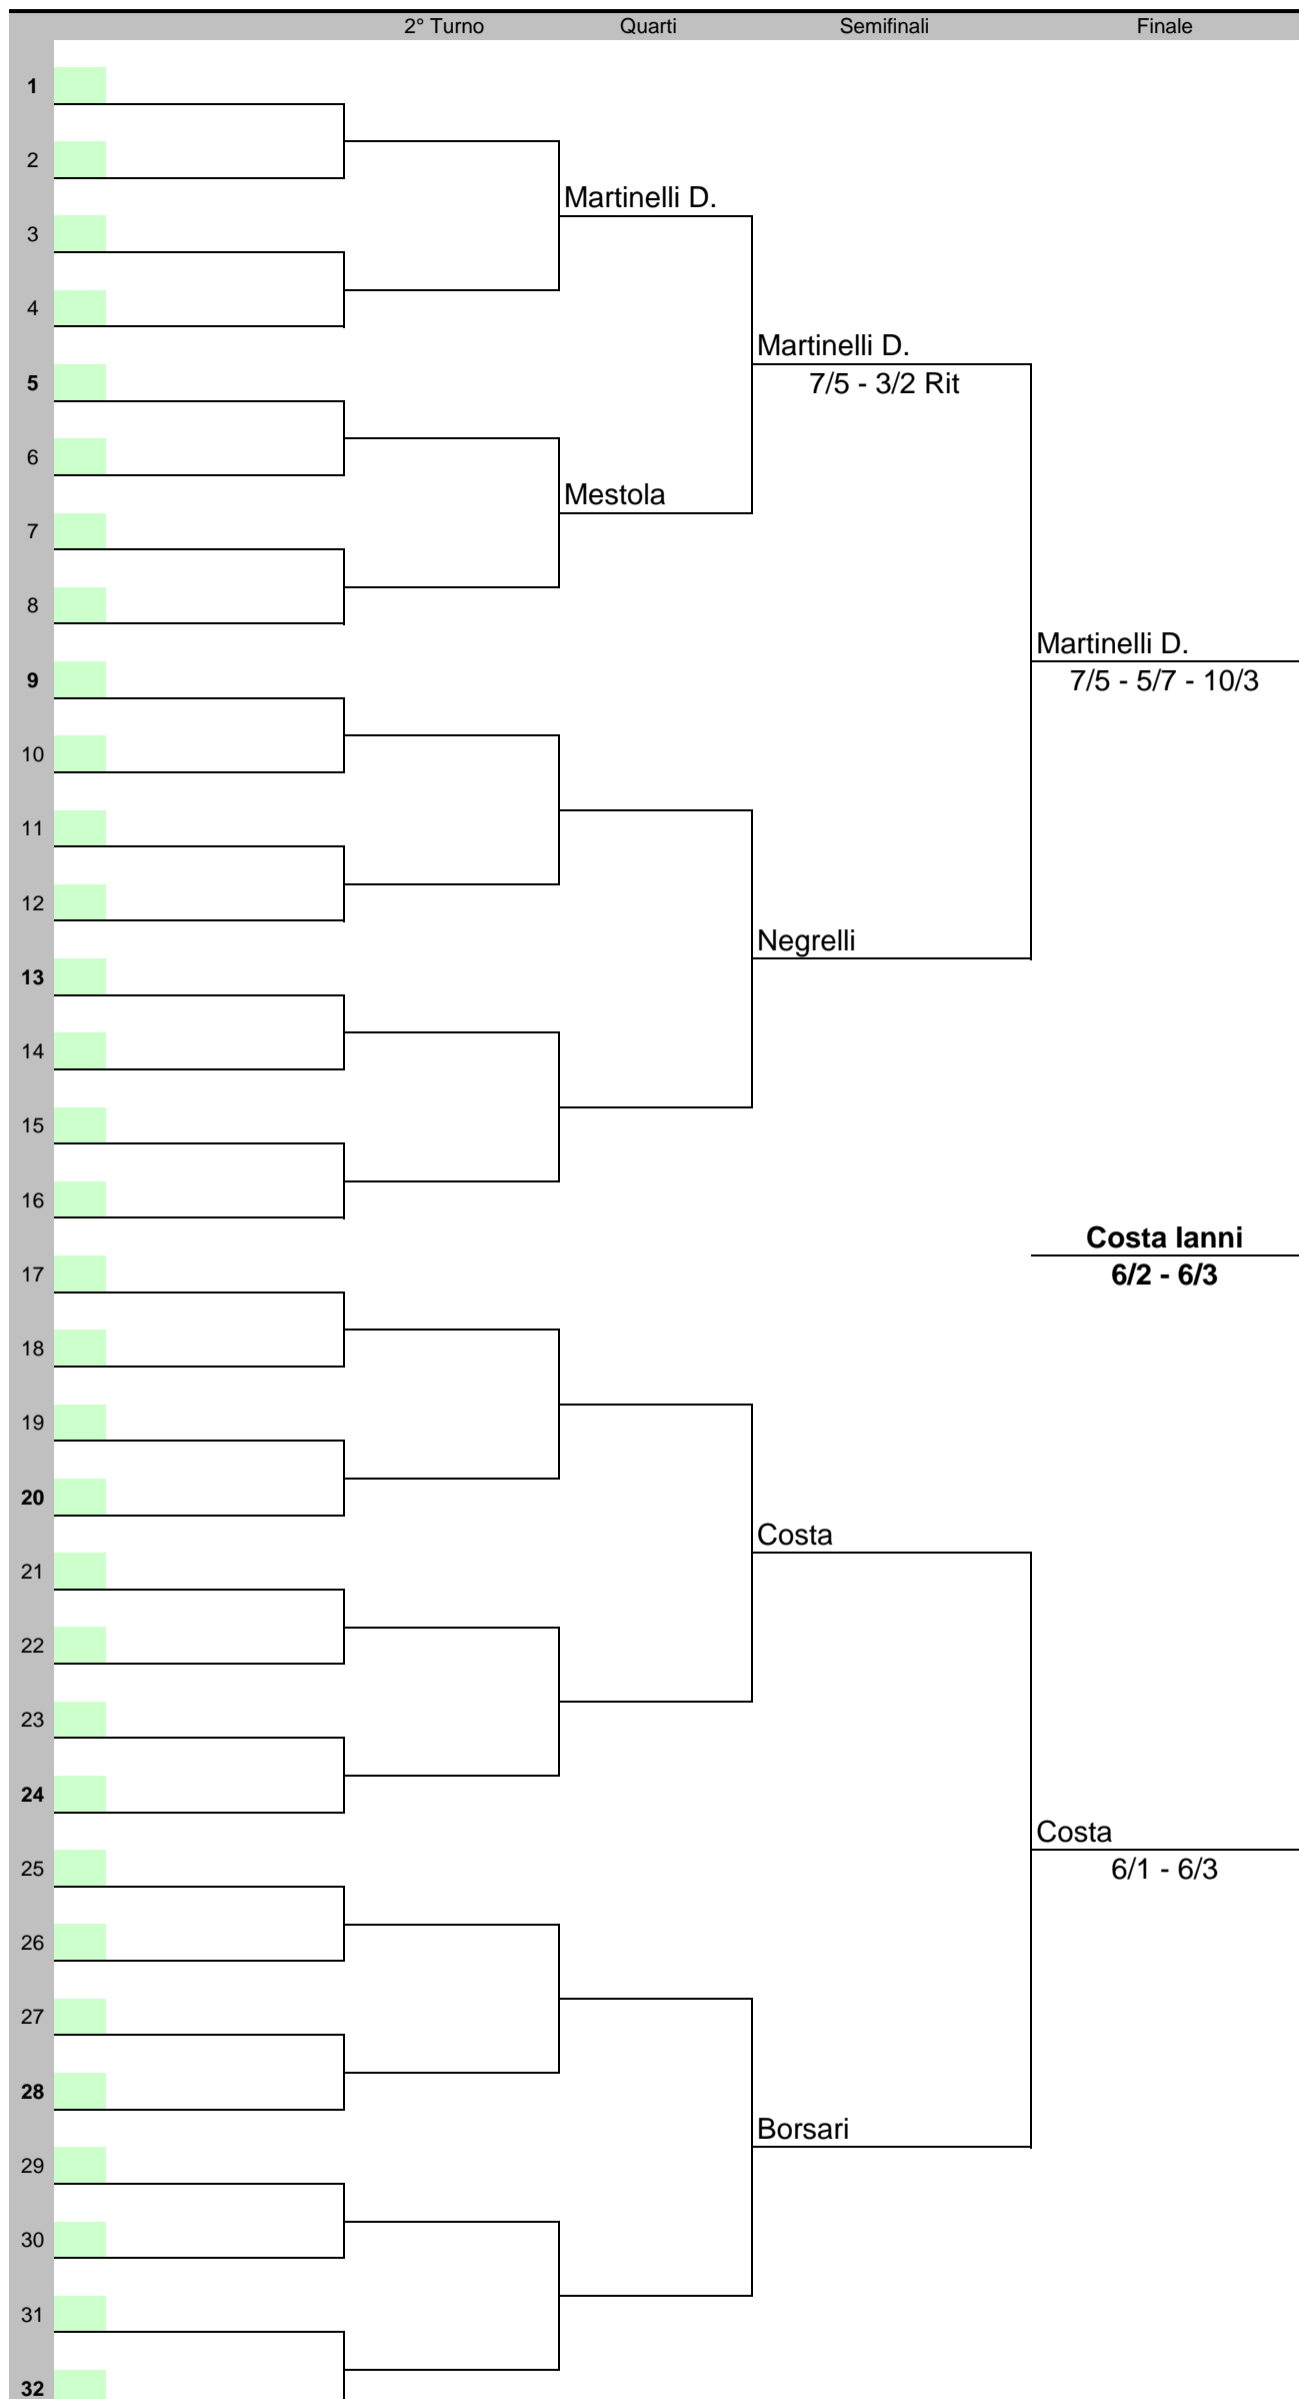 2° Turno Quarti Semifinali Finale
1
2
Martinelli D.
3
4
Martinelli D.
5
7/5 - 3/2 Rit
6
Mestola
7
8
Martinelli D.
9
7/5 - 5/7 - 10/3
10
11
12
Negrelli
13
14
15
16
Costa Ianni
17
6/2 - 6/3
18
19
20
Costa
21
22
23
24
Costa
25
6/1 - 6/3
26
27
28
Borsari
29
30
31
32